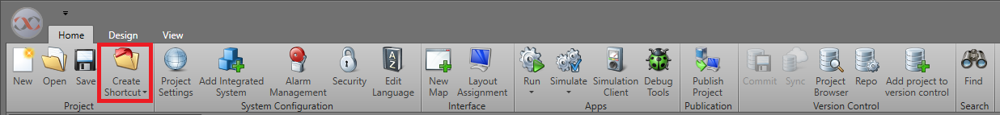 Home Design View
New Open Save Create Shortcut
Project
Project Settings Add Integrated System Alarm Management Security Edit Language
System Configuration
New Map Layout Assignment
Interface
Run Simulate Simulation Client Debug Tools
Apps
Publish Project
Publication
Commit Sync Project Browser Repo Add project to version control
Version Control
Find
Search